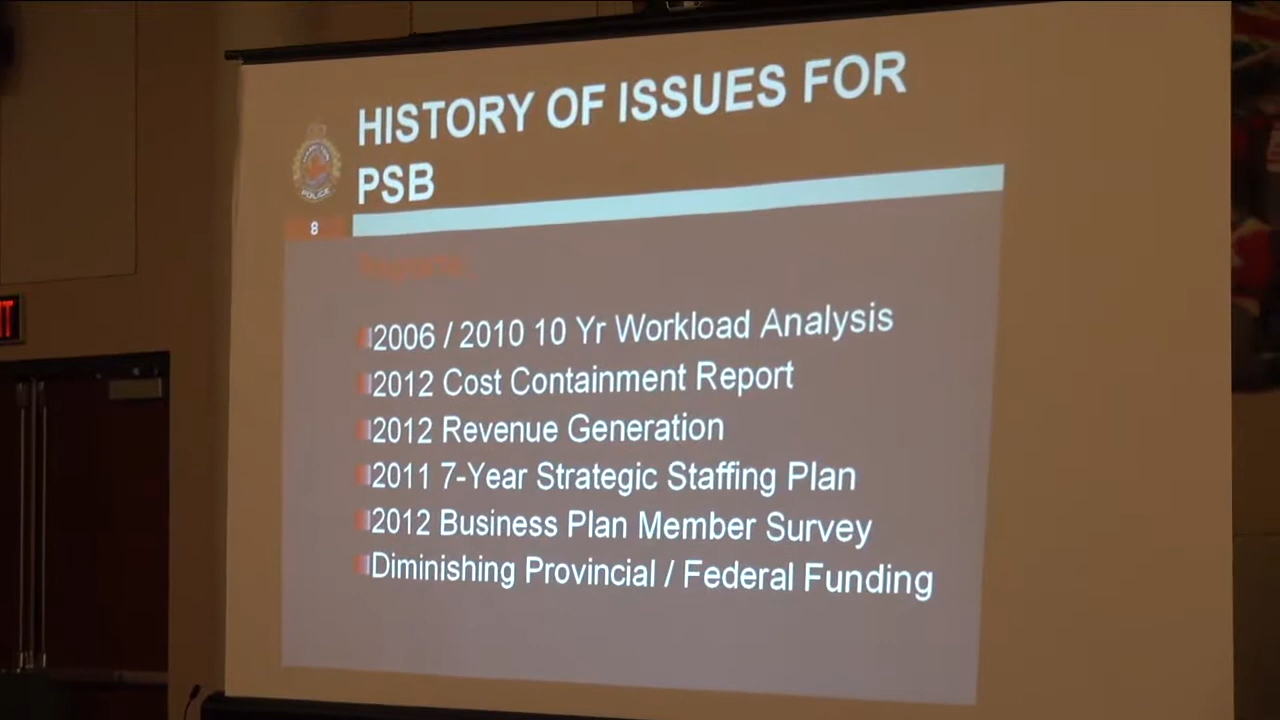 HISTORY OF ISSUES FOR
PSB
POLICE
8
2006 / 2010 10 Yr Workload Analysis
2012 Cost Containment Report
2012 Revenue Generation
2011 7-Year Strategic Staffing Plan
2012 Business Plan Member Survey
Diminishing Provincial / Federal Funding